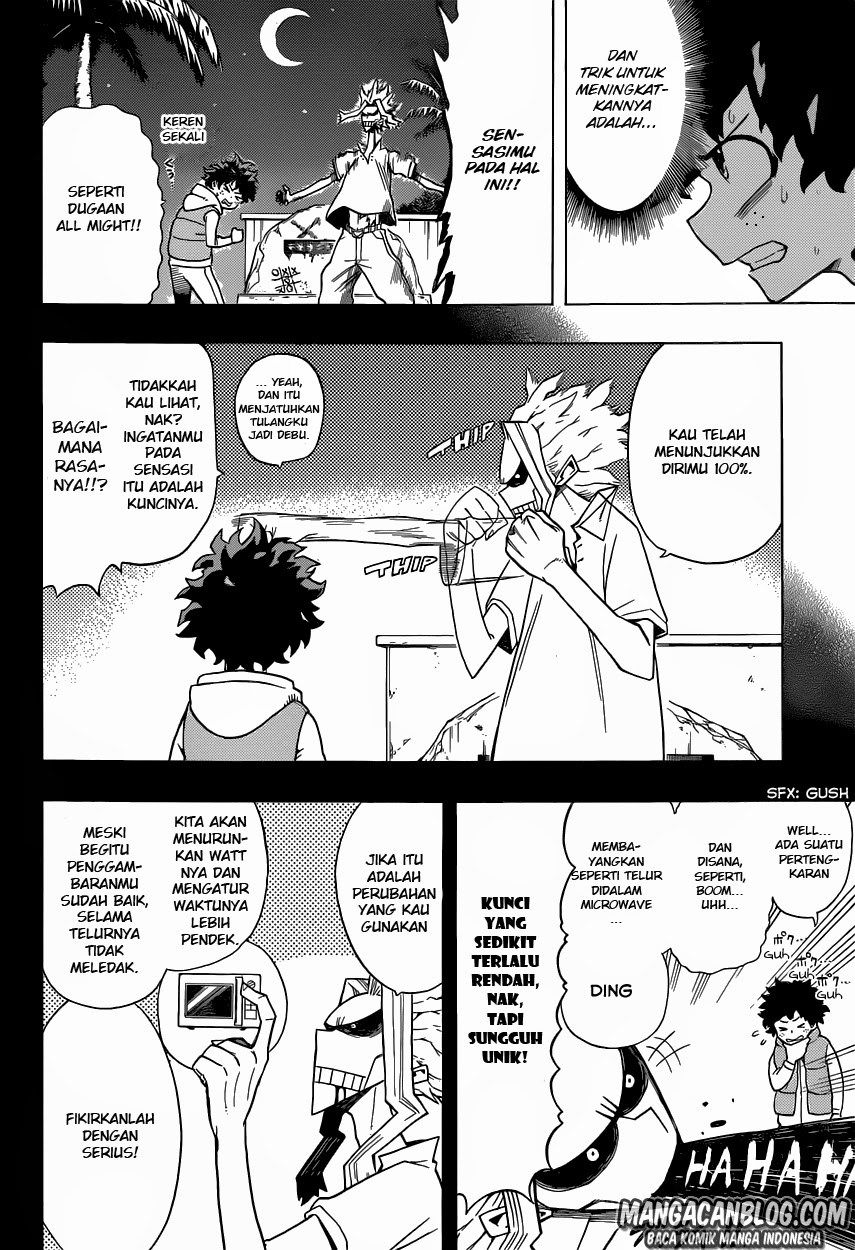 DAN
TRIK UNTUK
MENINGKAT-
KANNYA
ADALAH...
SEN-
SASIMU
PADA HAL
INI!!
KEREN
SEKALI
SEPERTI
DUGAAN
ALL MIGHT!!
KAU TELAH
MENUNJUKKAN
DIRIMU 100%.
THIP
THIP
... YEAH,
DAN ITU
MENJATUHKAN
TULANGKU
JADI DEBU.
TIDAKKAH
KAU LIHAT,
NAK?
INGATANMU
PADA
SENSASI
ITU ADALAH
KUNCINYA.
BAGAI-
MANA
RASA-
NYA!!?
SFX: GUSH
WELL...
ADA SUATU
PERTENG-
KARAN
DAN
DISANA,
SEPERTI,
BOOM...
UHH...
MEMBA-
YANGKAN
SEPERTI TELUR
DIDALAM
MICROWAVE
...
DING
Guh
Guh
Guh
KUNCI
YANG
SEDIKIT
TERLALU
RENDAH,
NAK,
TAPI
SUNGGUH
UNIK!
HA HA HA
JIKA ITU
ADALAH
PERUBAHAN
YANG KAU
GUNAKAN
KITA AKAN
MENURUN-
KAN WATT
NYA DAN
MENGATUR
WAKTUNYA
LEBIH
PENDEK.
MESKI
BEGITU
PENGGAM-
BARANMU
SUDAH BAIK,
SELAMA
TELURNYA
TIDAK
MELEDAK.
FIKIRKANLAH
DENGAN
SERIUS!
MANGACANBLOG.COM
BACA KOMIK MANGA INDONESIA